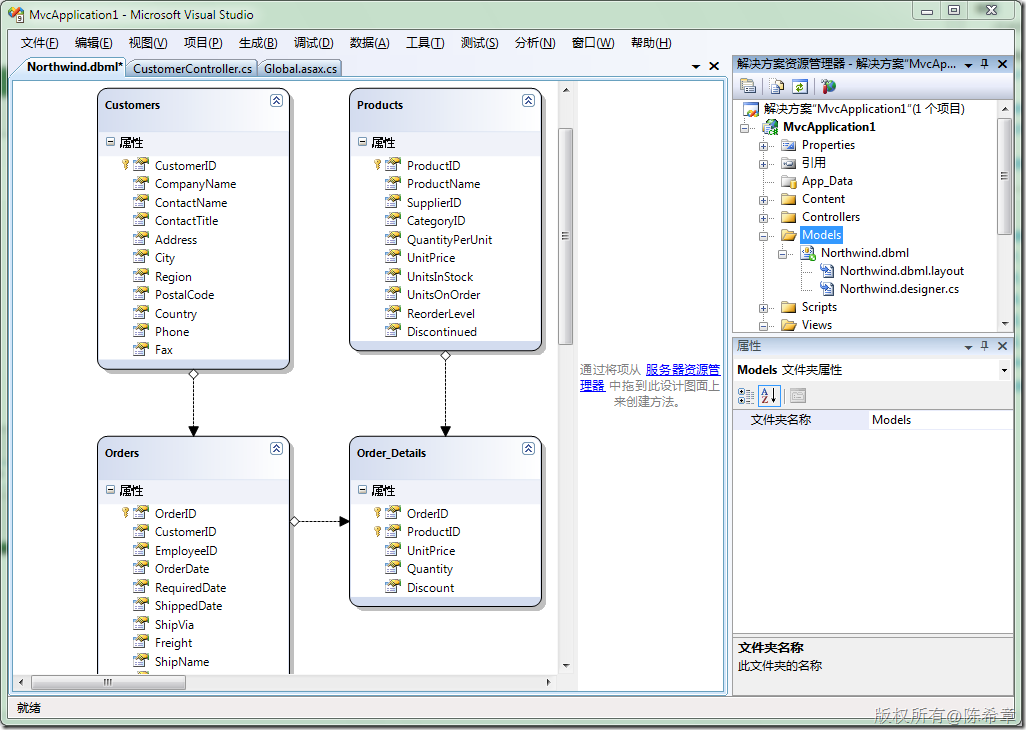 MvcApplication1 - Microsoft Visual Studio
文件(F) 编辑(E) 视图(V) 项目(P) 生成(B) 调试(D) 数据(A) 工具(T) 测试(S) 分析(N) 窗口(W) 帮助(H)
Northwind.dbml* CustomerController.cs Global.asax.cs
Customers
属性
CustomerID
CompanyName
ContactName
ContactTitle
Address
City
Region
PostalCode
Country
Phone
Fax
Products
属性
ProductID
ProductName
SupplierID
CategoryID
QuantityPerUnit
UnitPrice
UnitsInStock
UnitsOnOrder
ReorderLevel
Discontinued
Orders
属性
OrderID
CustomerID
EmployeeID
OrderDate
RequiredDate
ShippedDate
ShipVia
Freight
ShipName
Order_Details
属性
OrderID
ProductID
UnitPrice
Quantity
Discount
通过将项从 服务器资源管
理器 中拖到此设计图面上
来创建方法。
解决方案资源管理器 - 解决方案"MvcAp...
解决方案"MvcApplication1"(1 个项目)
MvcApplication1
Properties
引用
App_Data
Content
Controllers
Models
Northwind.dbml
Northwind.dbml.layout
Northwind.designer.cs
Scripts
Views
属性
Models 文件夹属性
文件夹名称 Models
文件夹名称
此文件夹的名称
就绪
版权所有@陈希章